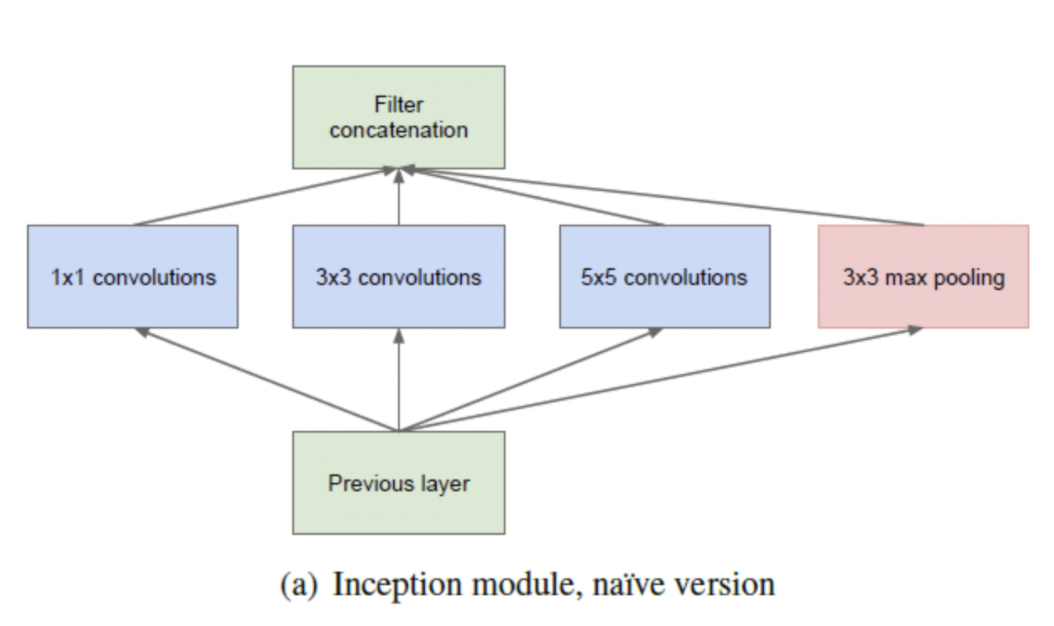 Filter
concatenation
1x1 convolutions
3x3 convolutions
5x5 convolutions
3x3 max pooling
Previous layer
(a) Inception module, naïve version